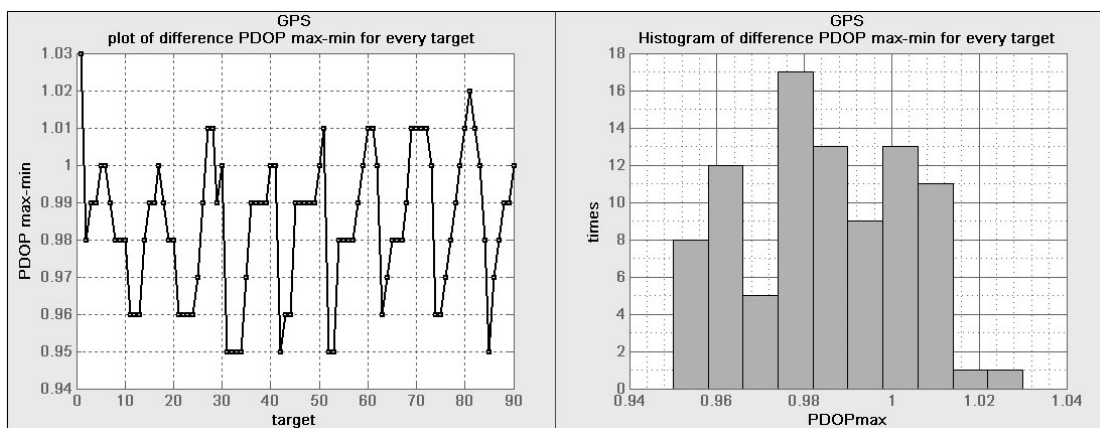 GPS
plot of difference PDOP max-min for every target
1.03
1.02
1.01
1
0.99
0.98
0.97
0.96
0.95
0.94
PDOP max-min
0 10 20 30 40 50 60 70 80 90
target
GPS
Histogram of difference PDOP max-min for every target
18
16
14
12
10
8
6
4
2
0
times
0.94 0.96 0.98 1 1.02 1.04
PDOPmax